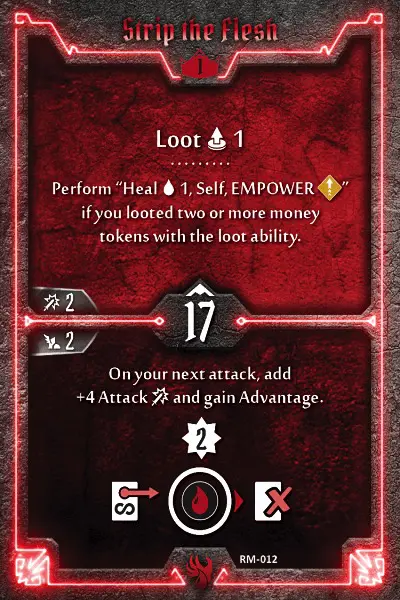 Strip the Flesh
1
Loot 1
Perform “Heal 1, Self, EMPOWER ”
if you looted two or more money
tokens with the loot ability.
2
17
2
On your next attack, add
+4 Attack and gain Advantage.
2
S
RM-012